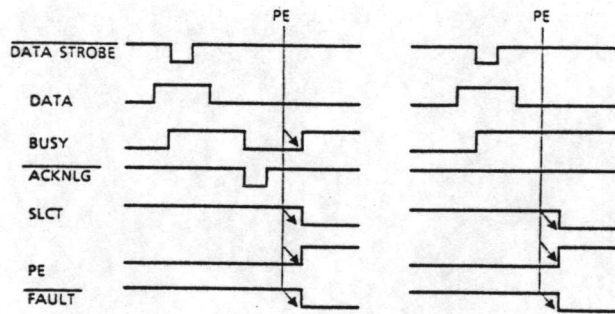 PE PE
DATA STROBE
DATA
BUSY
ACKNLG
SLCT
PE
FAULT